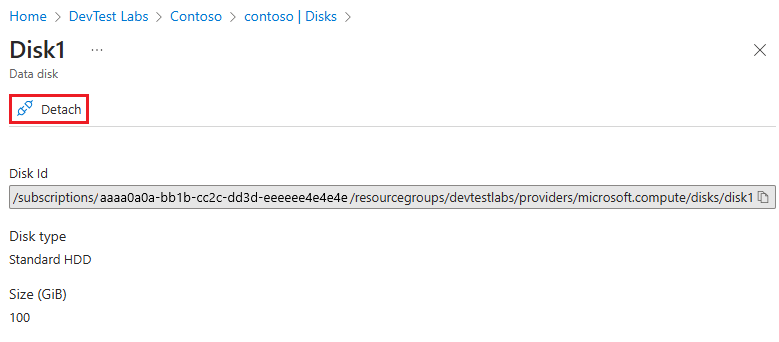 Home > DevTest Labs > Contoso > contoso | Disks >
Disk1 ...
Data disk
Detach
Disk Id
/subscriptions/aaaa0a0a-bb1b-cc2c-dd3d-eeeeee4e4e4e/resourcegroups/devtestlabs/providers/microsoft.compute/disks/disk1
Disk type
Standard HDD
Size (GiB)
100